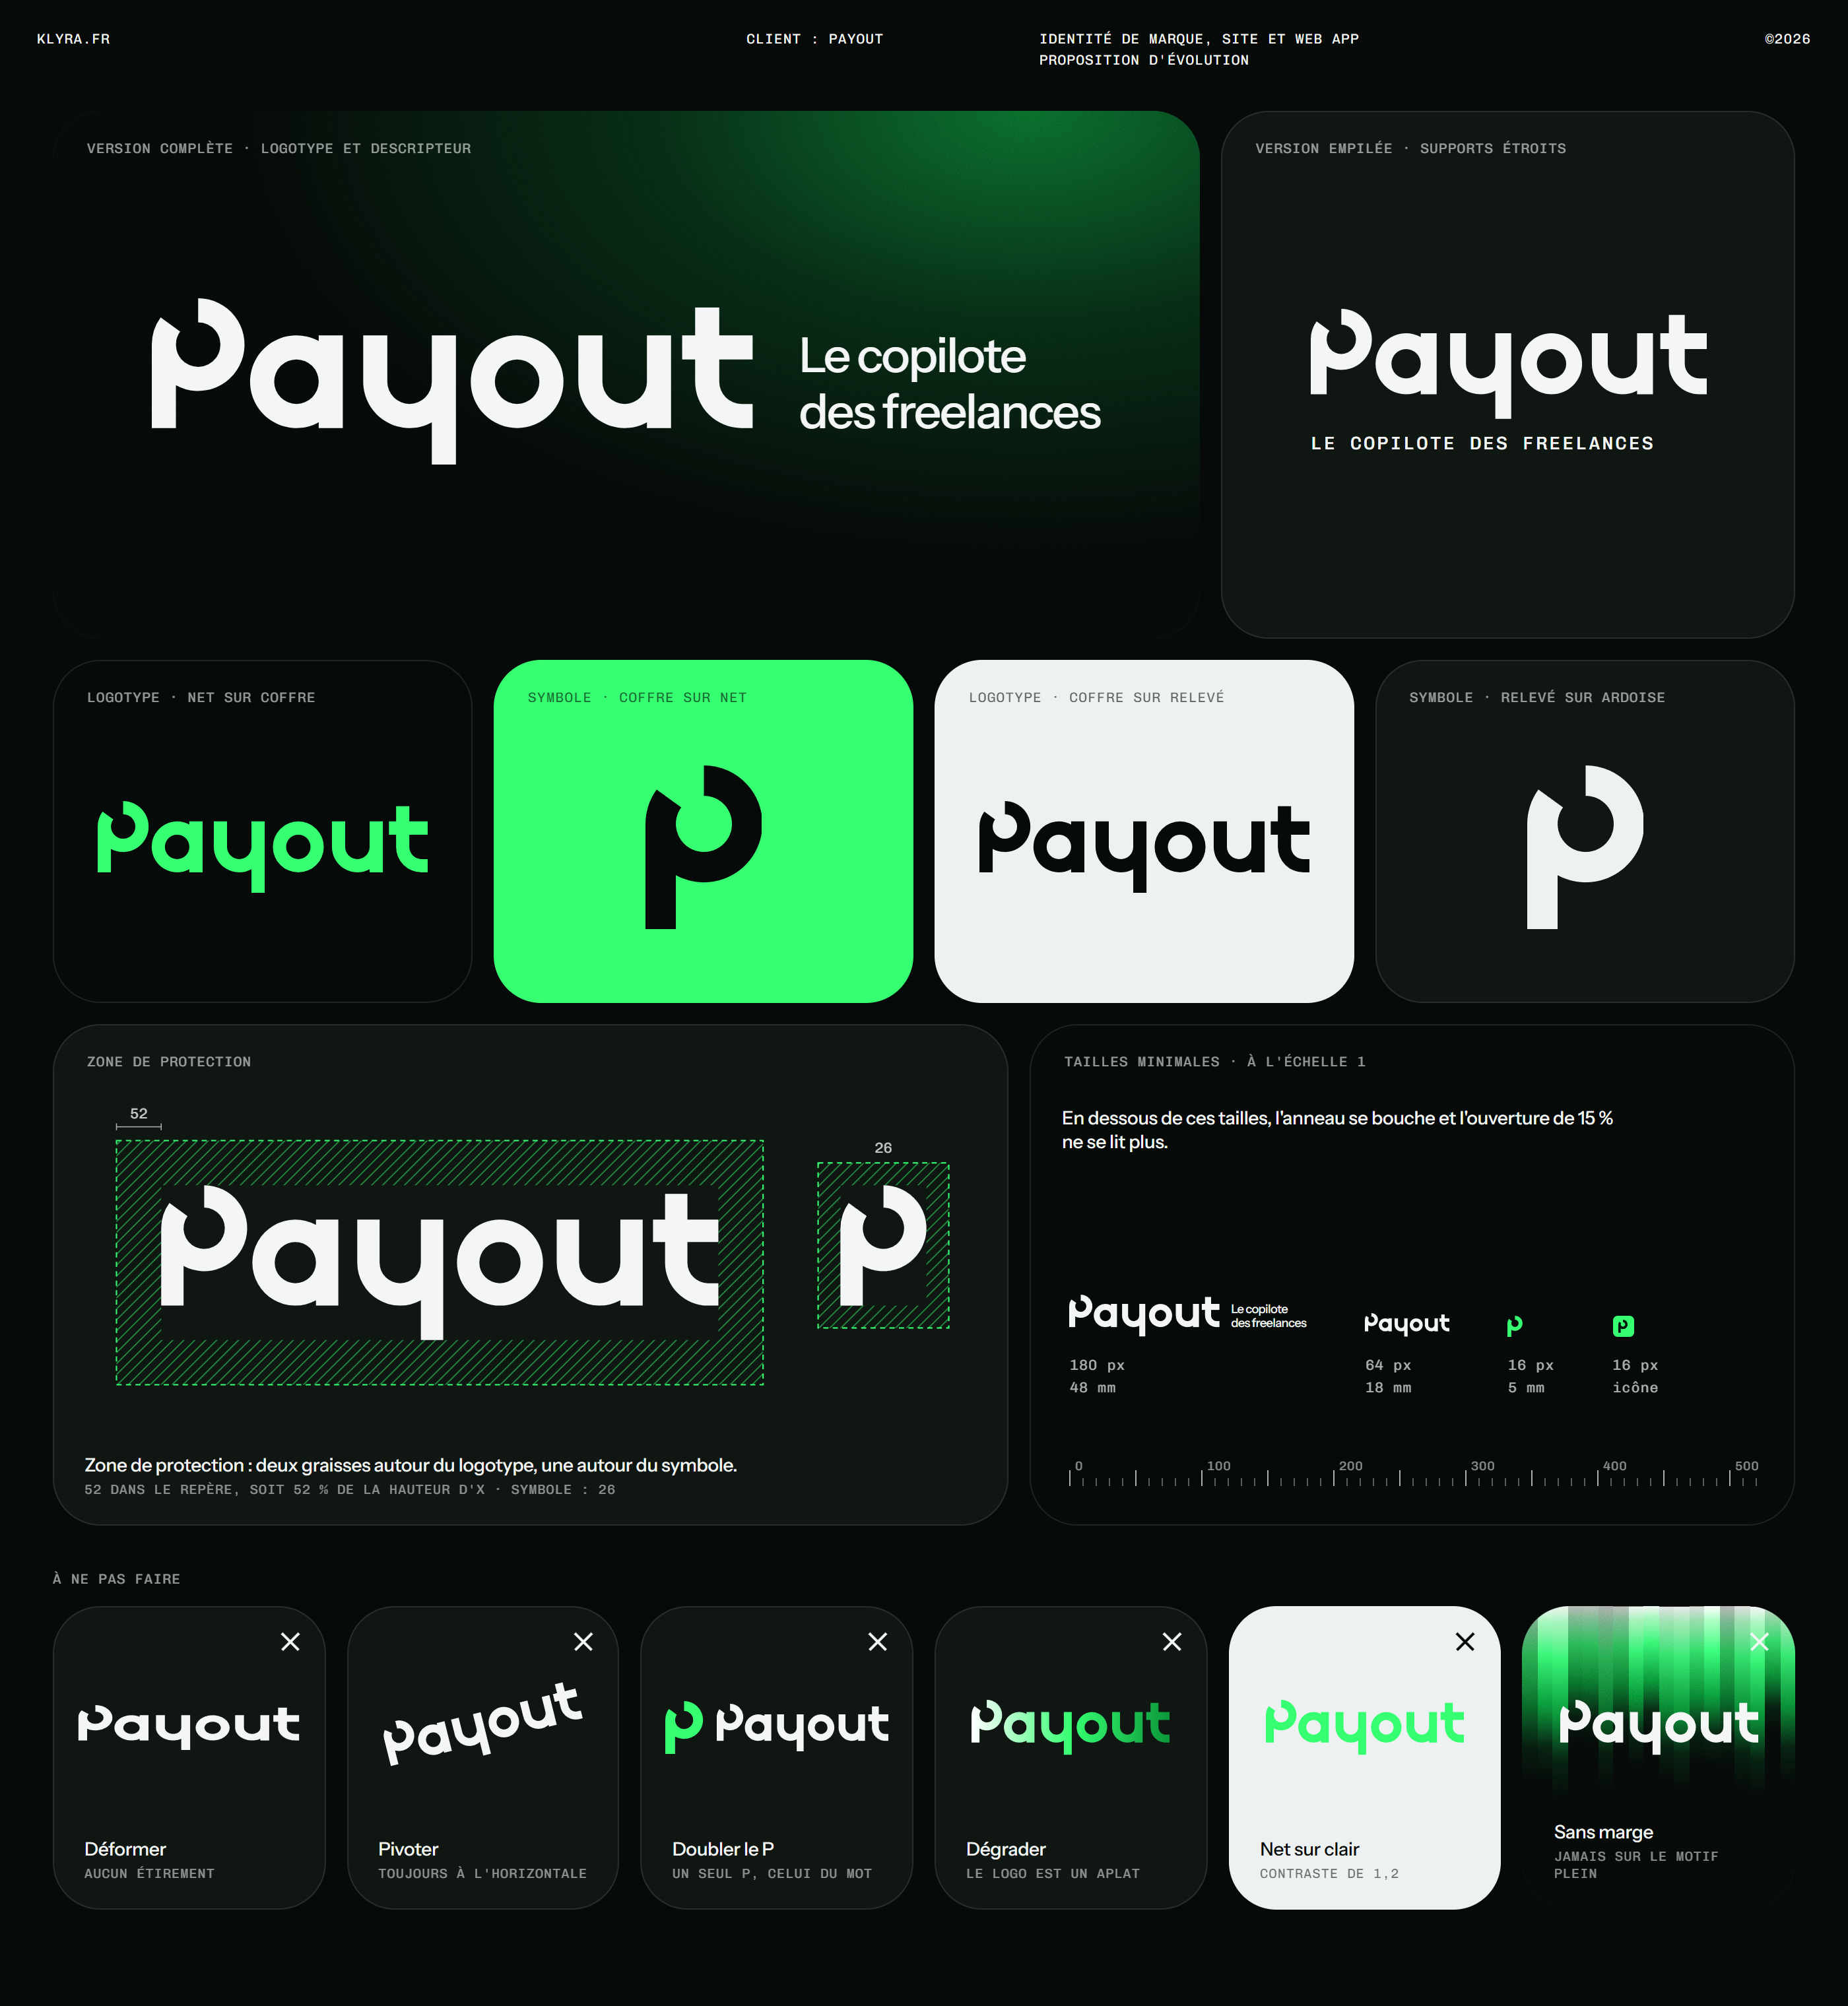 KLYRA.FR
CLIENT : PAYOUT
IDENTITÉ DE MARQUE, SITE ET WEB APP
PROPOSITION D'ÉVOLUTION
©2026
VERSION COMPLÈTE · LOGOTYPE ET DESCRIPTEUR
Payout
Le copilote
des freelances
VERSION EMPILÉE · SUPPORTS ÉTROITS
Payout
LE COPILOTE DES FREELANCES
LOGOTYPE · NET SUR COFFRE
Payout
SYMBOLE · COFFRE SUR NET
P
LOGOTYPE · COFFRE SUR RELEVÉ
Payout
SYMBOLE · RELEVÉ SUR ARDOISE
P
ZONE DE PROTECTION
52
Payout
26
P
Zone de protection : deux graisses autour du logotype, une autour du symbole.
52 DANS LE REPÈRE, SOIT 52 % DE LA HAUTEUR D'X · SYMBOLE : 26
TAILLES MINIMALES · À L'ÉCHELLE 1
En dessous de ces tailles, l'anneau se bouche et l'ouverture de 15 %
ne se lit plus.
Payout
Le copilote
des freelances
180 px
48 mm
Payout
64 px
18 mm
P
16 px
5 mm
P
16 px
icône
0 100 200 300 400 500
À NE PAS FAIRE
Payout
Déformer
AUCUN ÉTIREMENT
Payout
Pivoter
TOUJOURS À L'HORIZONTALE
P Payout
Doubler le P
UN SEUL P, CELUI DU MOT
Payout
Dégrader
LE LOGO EST UN APLAT
Payout
Net sur clair
CONTRASTE DE 1,2
Payout
Sans marge
JAMAIS SUR LE MOTIF
PLEIN